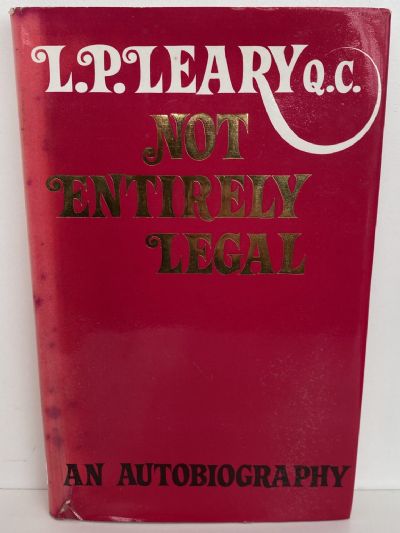 L.P.LEARY Q.C.
NOT
ENTIRELY
LEGAL
AN AUTOBIOGRAPHY